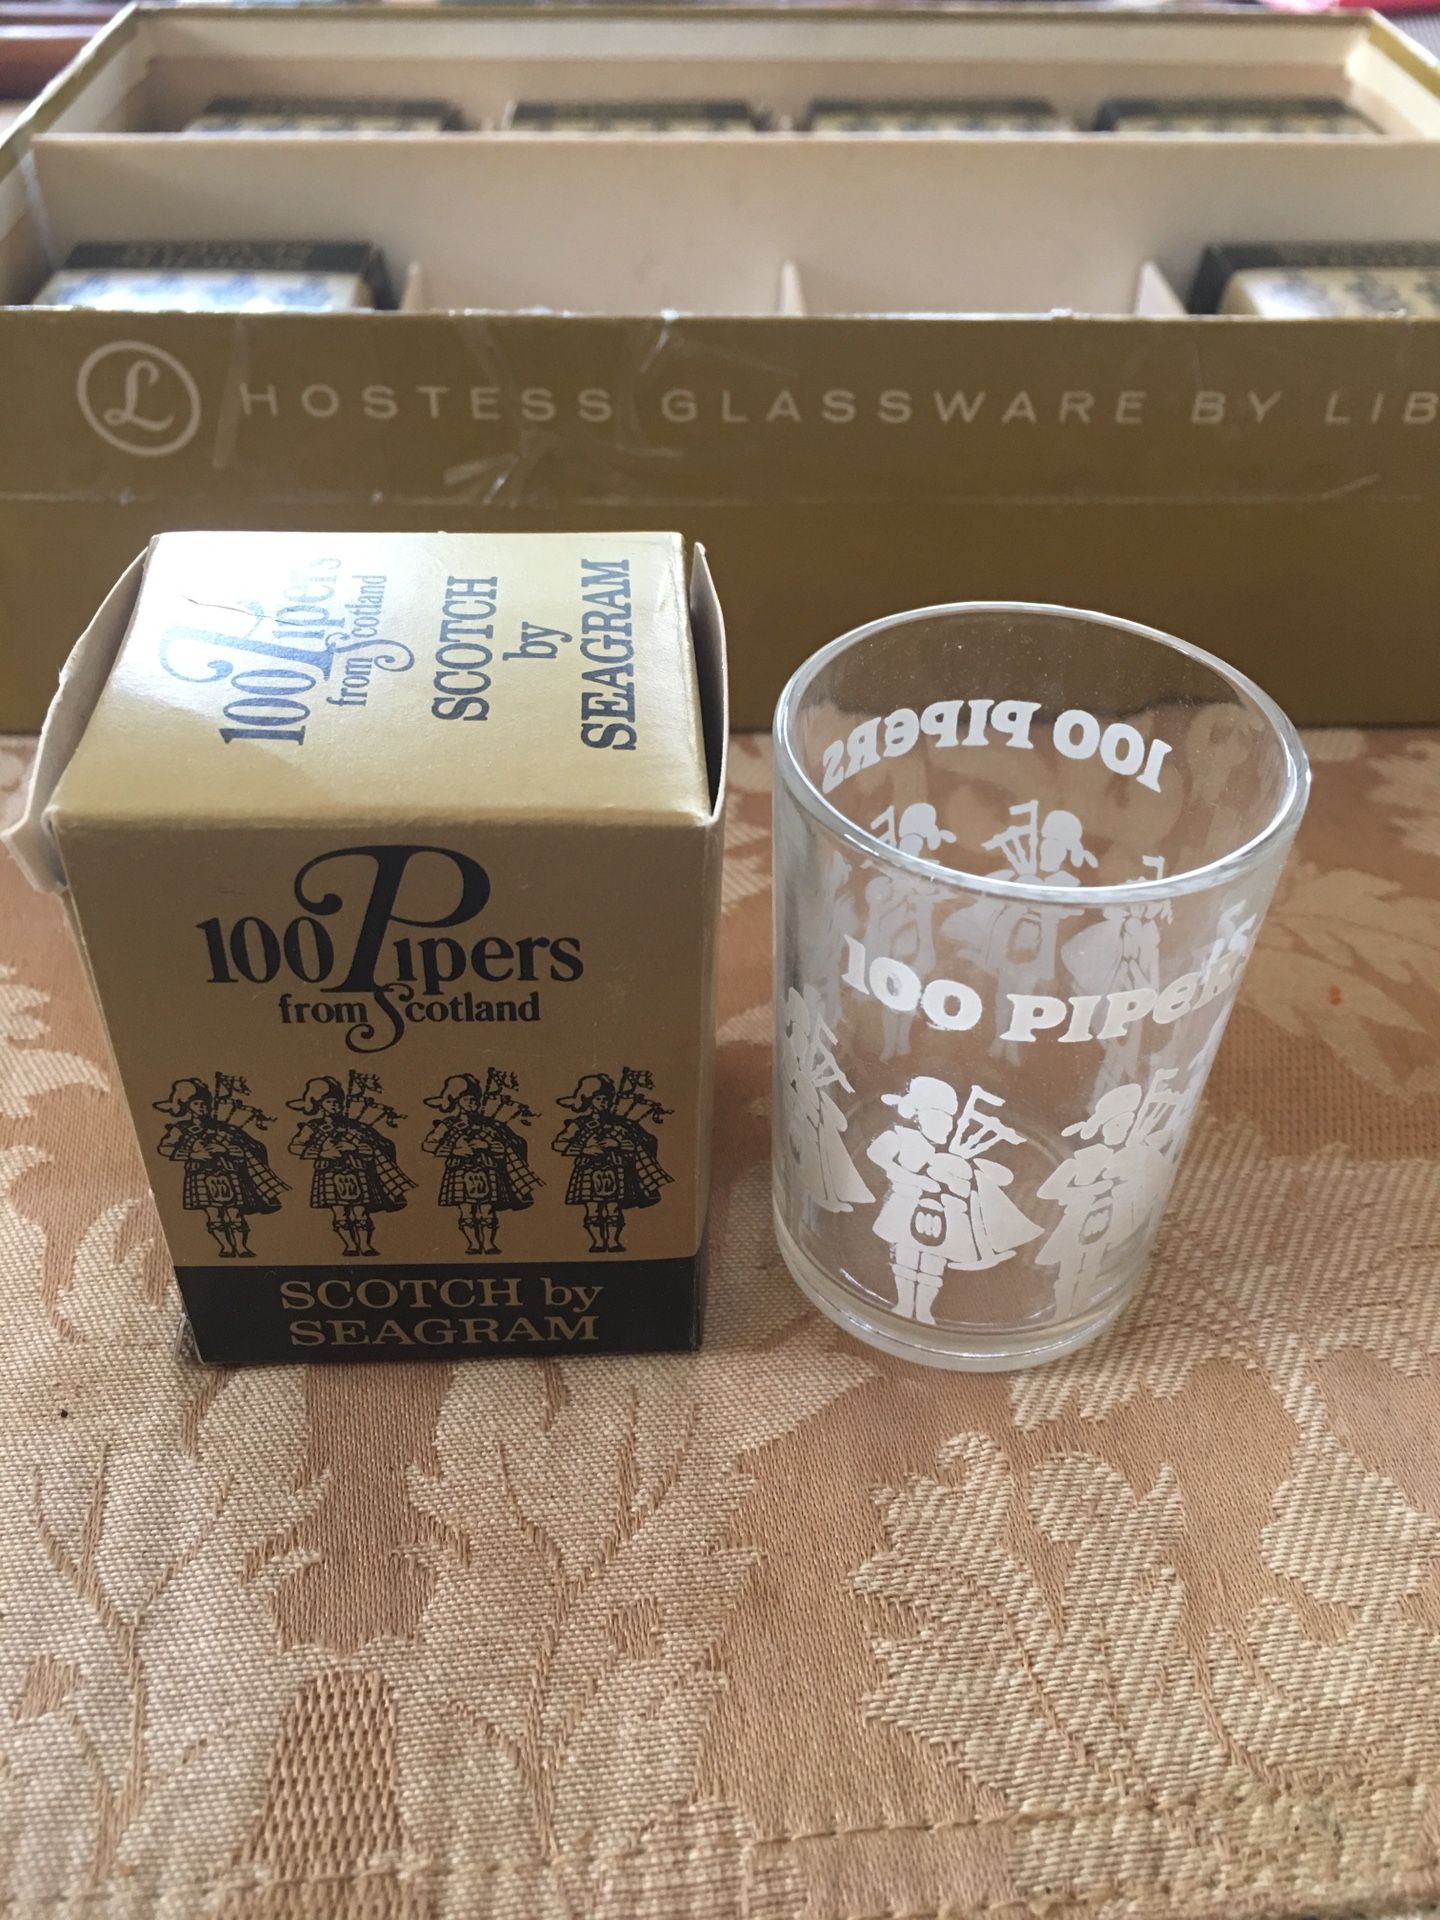 L HOSTESS GLASSWARE BY LIB
100 Pipers
from Scotland
SCOTCH
by
SEAGRAM
100 Pipers
from Scotland
SCOTCH by
SEAGRAM
100 PIPERS
100 PIPERS